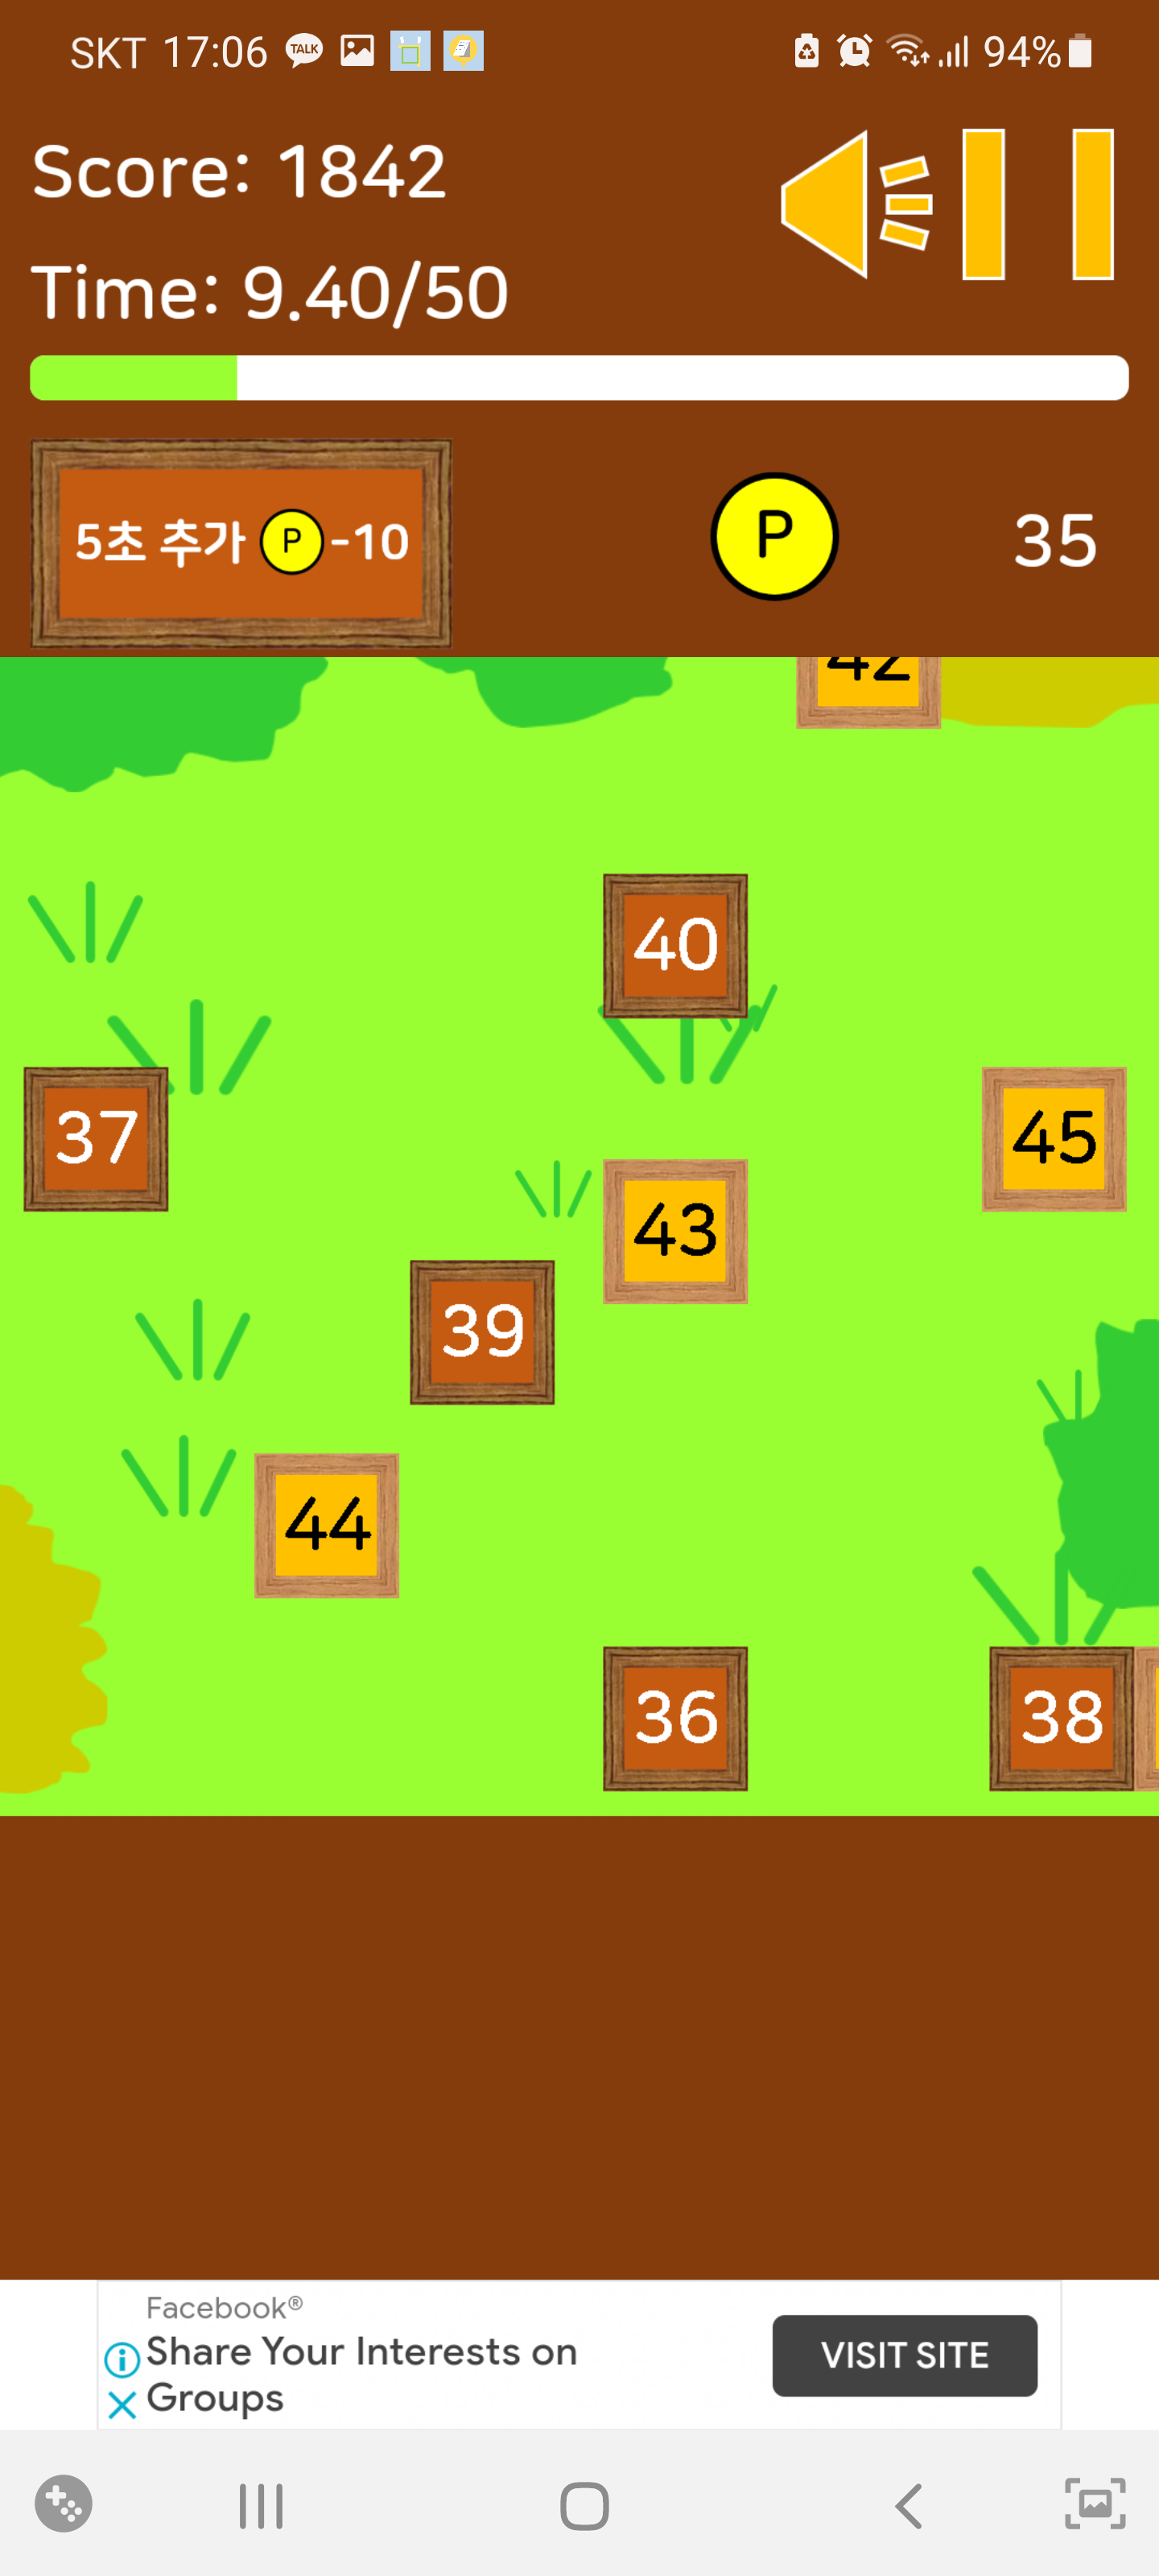 SKT 17:06 TALK 94%
Score: 1842
Time: 9.40/50
5초 추가 P -10
P 35
42
40
37
45
43
39
44
36
38
Facebook®
Share Your Interests on
Groups
VISIT SITE